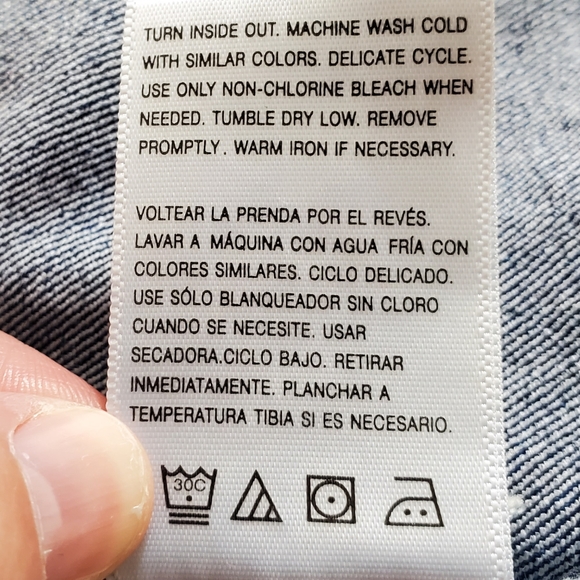 TURN INSIDE OUT. MACHINE WASH COLD
WITH SIMILAR COLORS. DELICATE CYCLE.
USE ONLY NON-CHLORINE BLEACH WHEN
NEEDED. TUMBLE DRY LOW. REMOVE
PROMPTLY. WARM IRON IF NECESSARY.
VOLTEAR LA PRENDA POR EL REVÉS.
LAVAR A MÁQUINA CON AGUA FRÍA CON
COLORES SIMILARES. CICLO DELICADO.
USE SÓLO BLANQUEADOR SIN CLORO
CUANDO SE NECESITE. USAR
SECADORA.CICLO BAJO. RETIRAR
INMEDIATAMENTE. PLANCHAR A
TEMPERATURA TIBIA SI ES NECESARIO.
30C